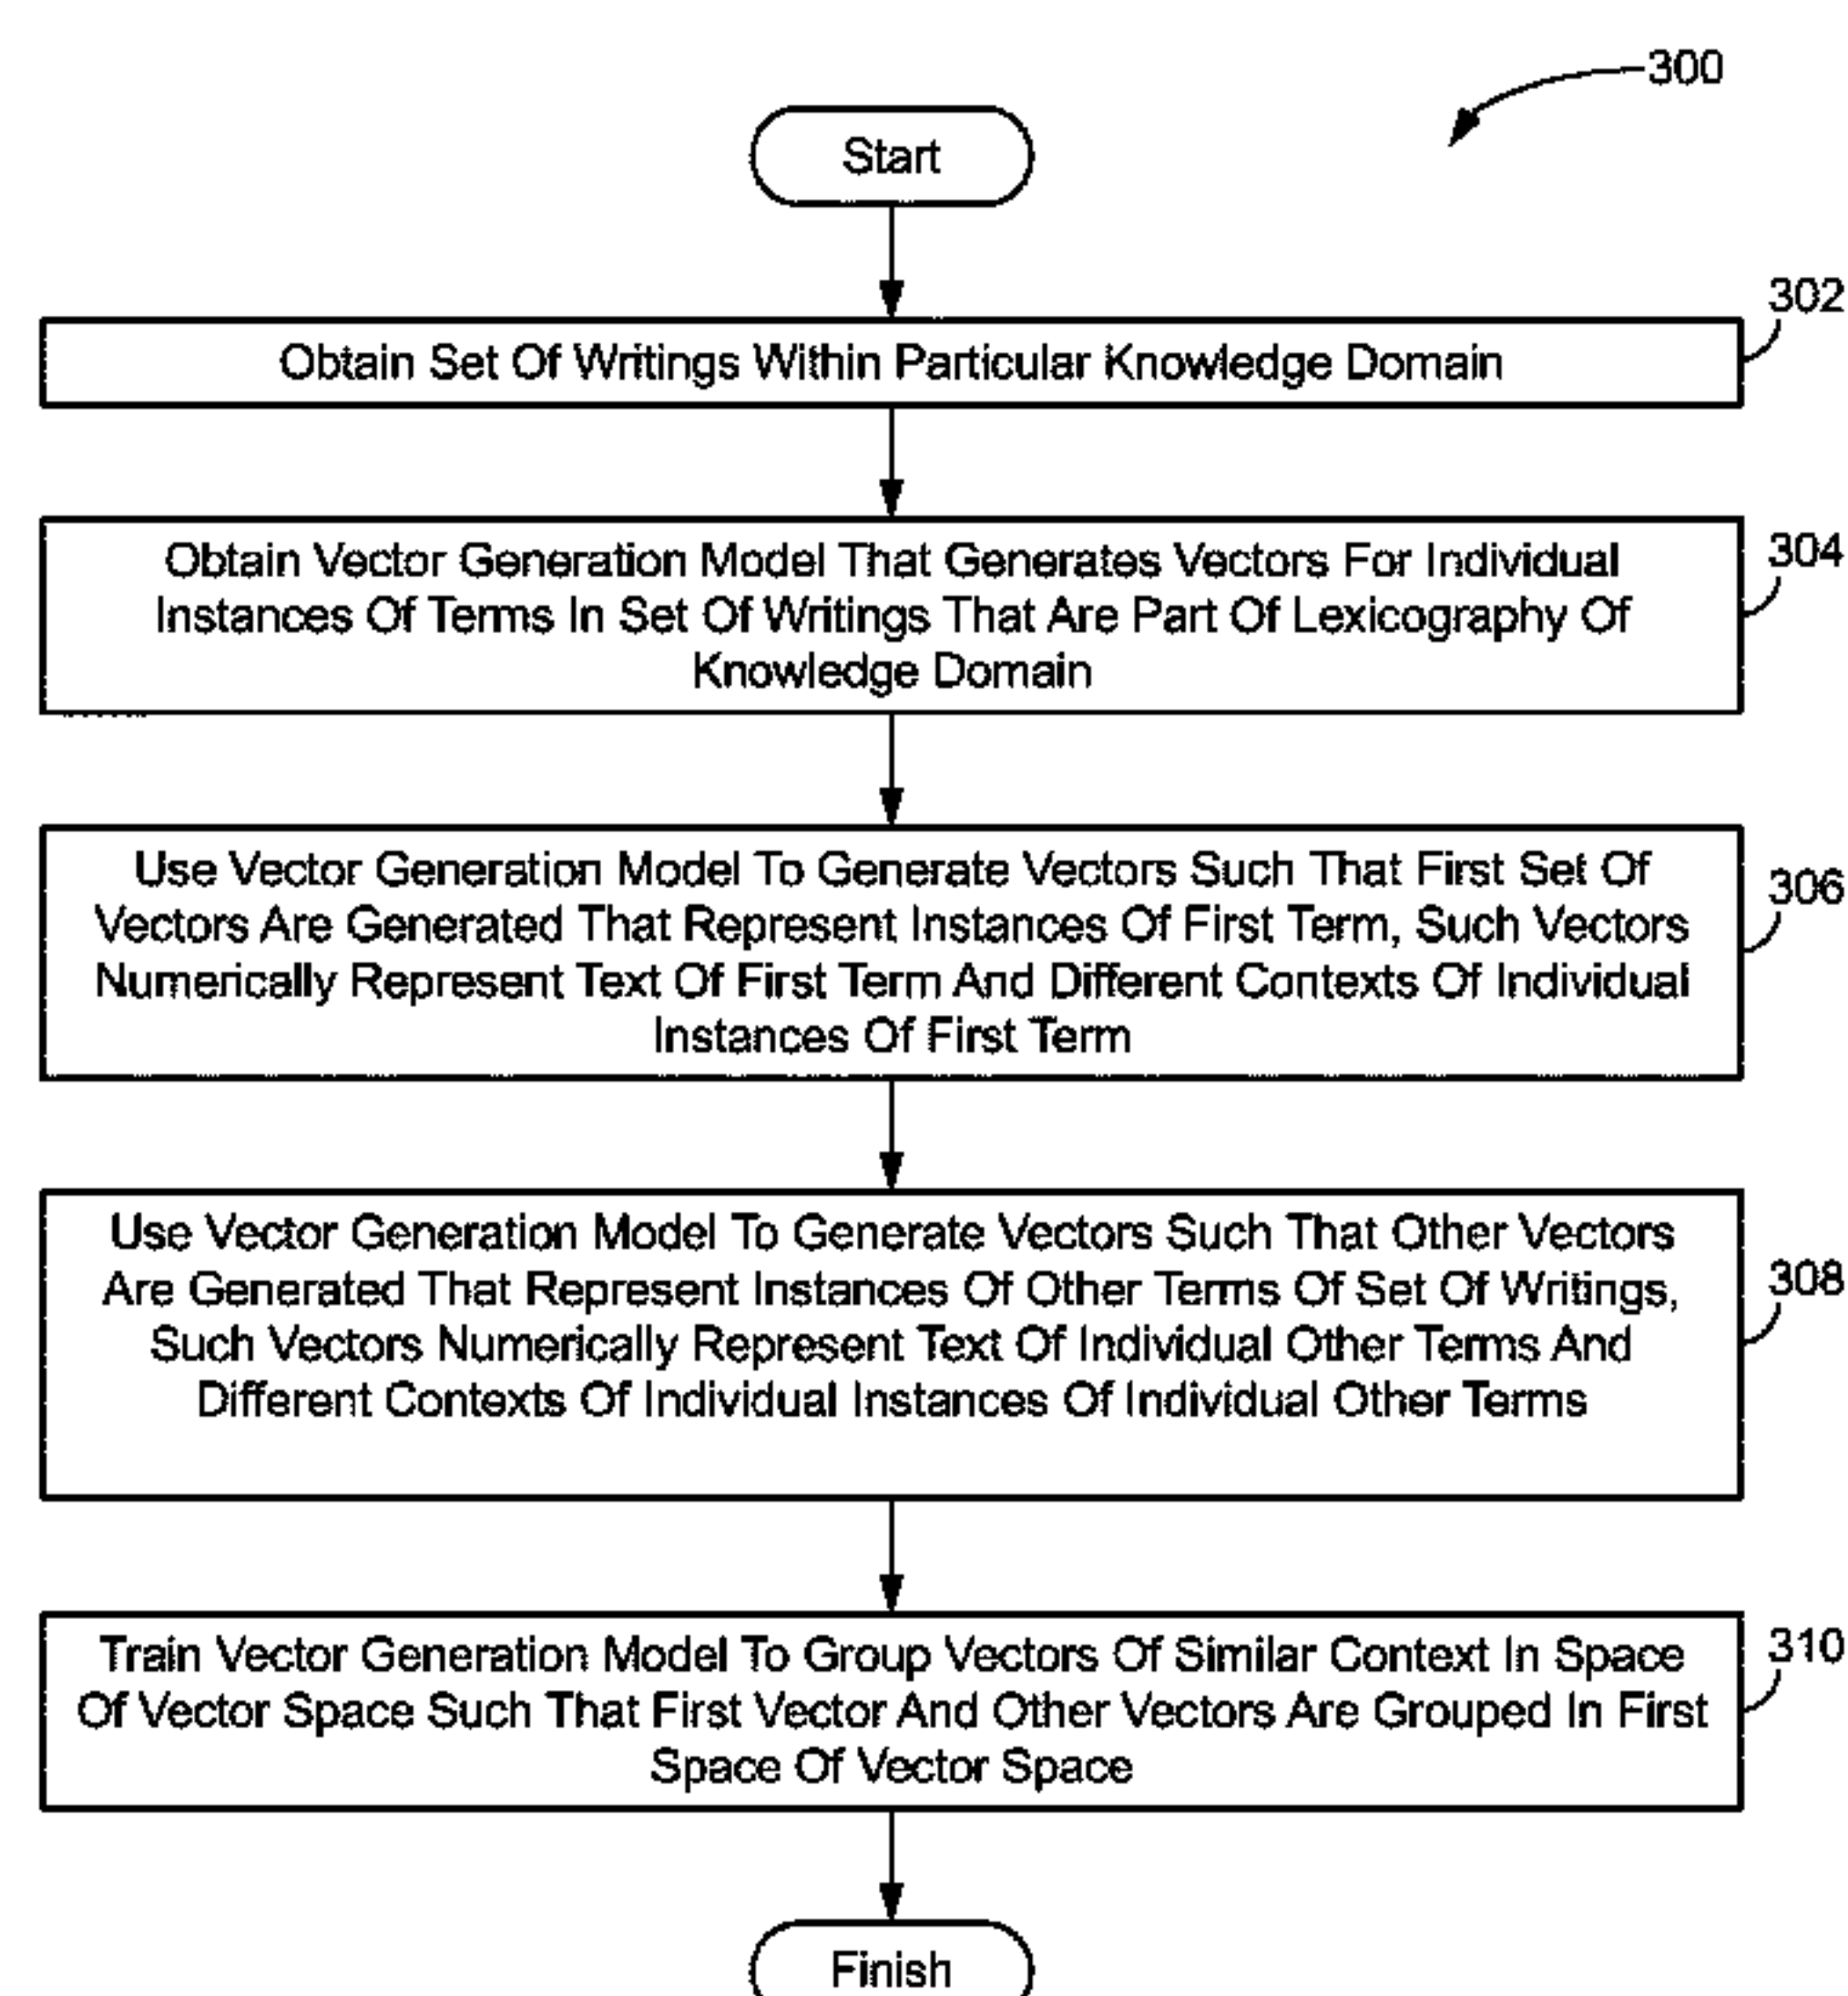 300
Start
302
Obtain Set Of Writings Within Particular Knowledge Domain
304
Obtain Vector Generation Model That Generates Vectors For Individual
Instances Of Terms In Set Of Writings That Are Part Of Lexicography Of
Knowledge Domain
306
Use Vector Generation Model To Generate Vectors Such That First Set Of
Vectors Are Generated That Represent Instances Of First Term, Such Vectors
Numerically Represent Text Of First Term And Different Contexts Of Individual
Instances Of First Term
308
Use Vector Generation Model To Generate Vectors Such That Other Vectors
Are Generated That Represent Instances Of Other Terms Of Set Of Writings,
Such Vectors Numerically Represent Text Of Individual Other Terms And
Different Contexts Of Individual Instances Of Individual Other Terms
310
Train Vector Generation Model To Group Vectors Of Similar Context In Space
Of Vector Space Such That First Vector And Other Vectors Are Grouped In First
Space Of Vector Space
Finish